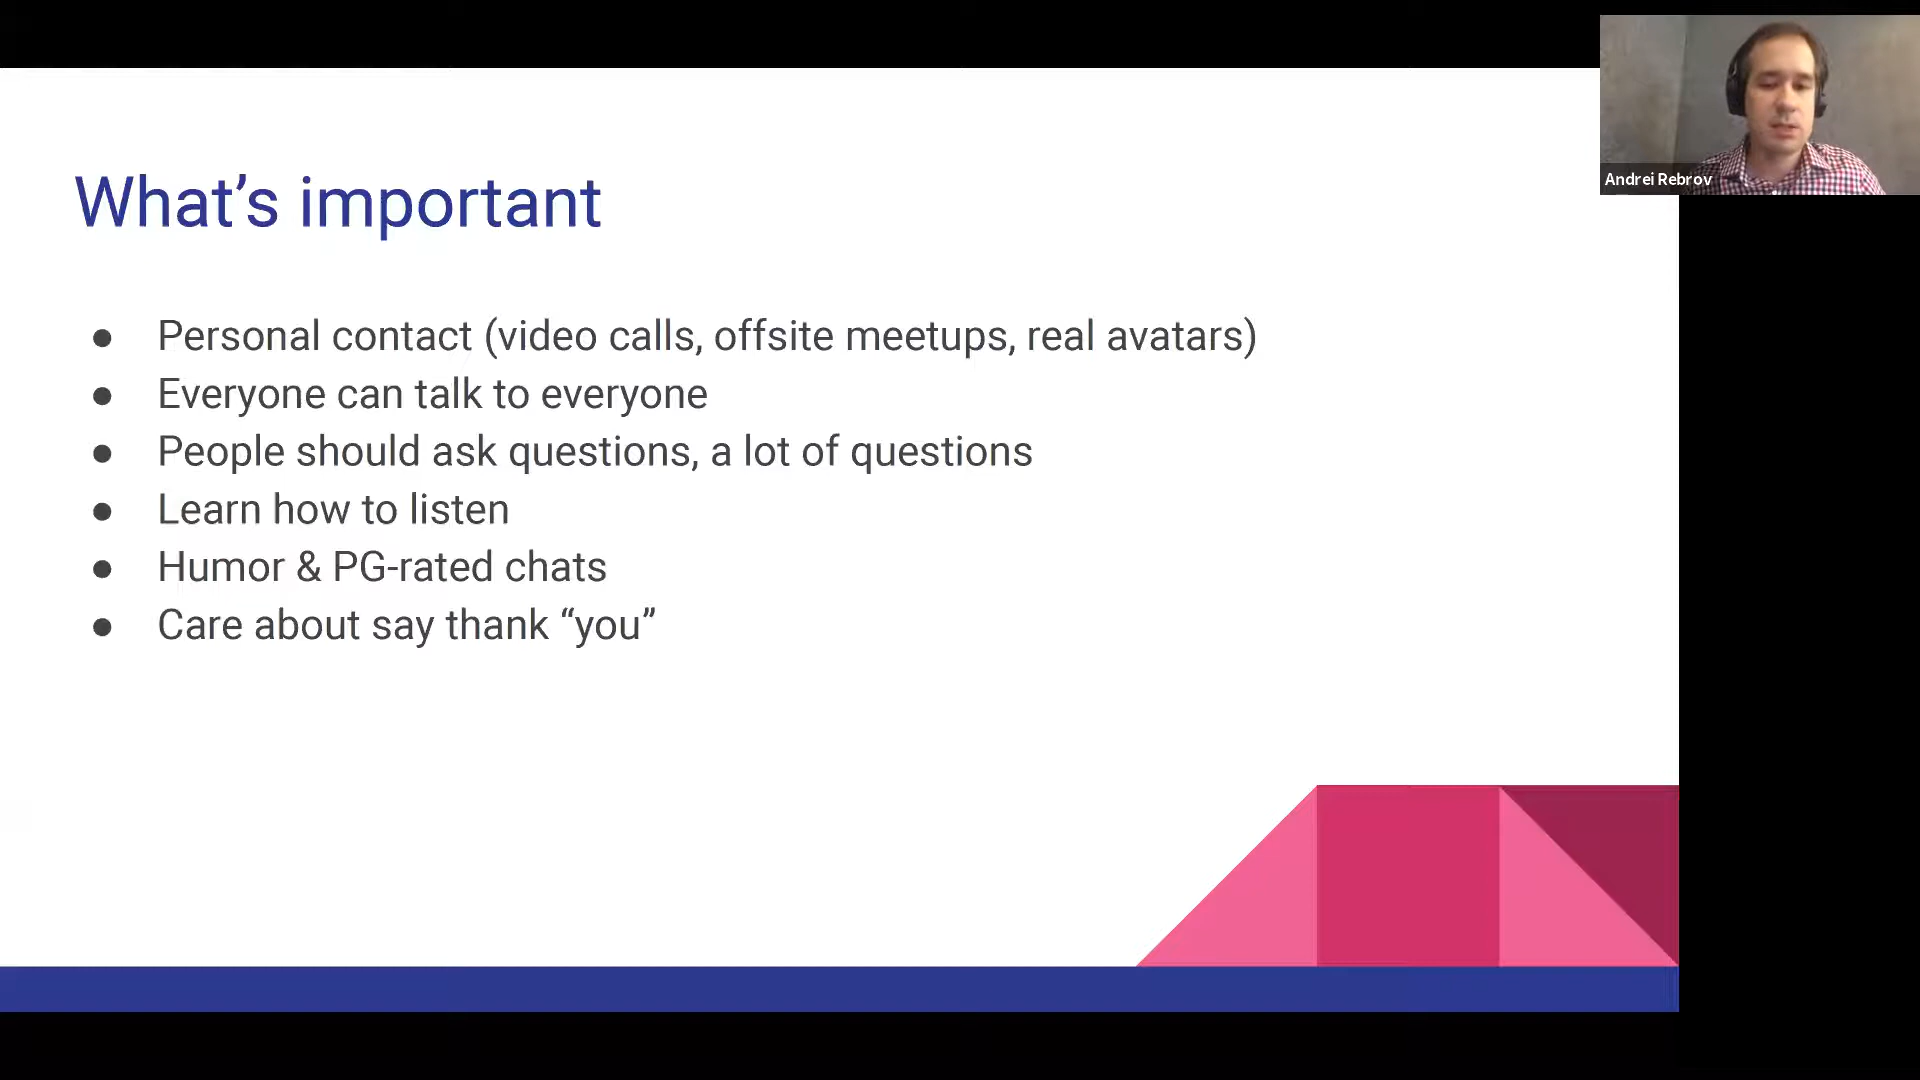 What’s important
● Personal contact (video calls, offsite meetups, real avatars)
● Everyone can talk to everyone
● People should ask questions, a lot of questions
● Learn how to listen
● Humor & PG-rated chats
● Care about say thank “you”
Andrei Rebrov